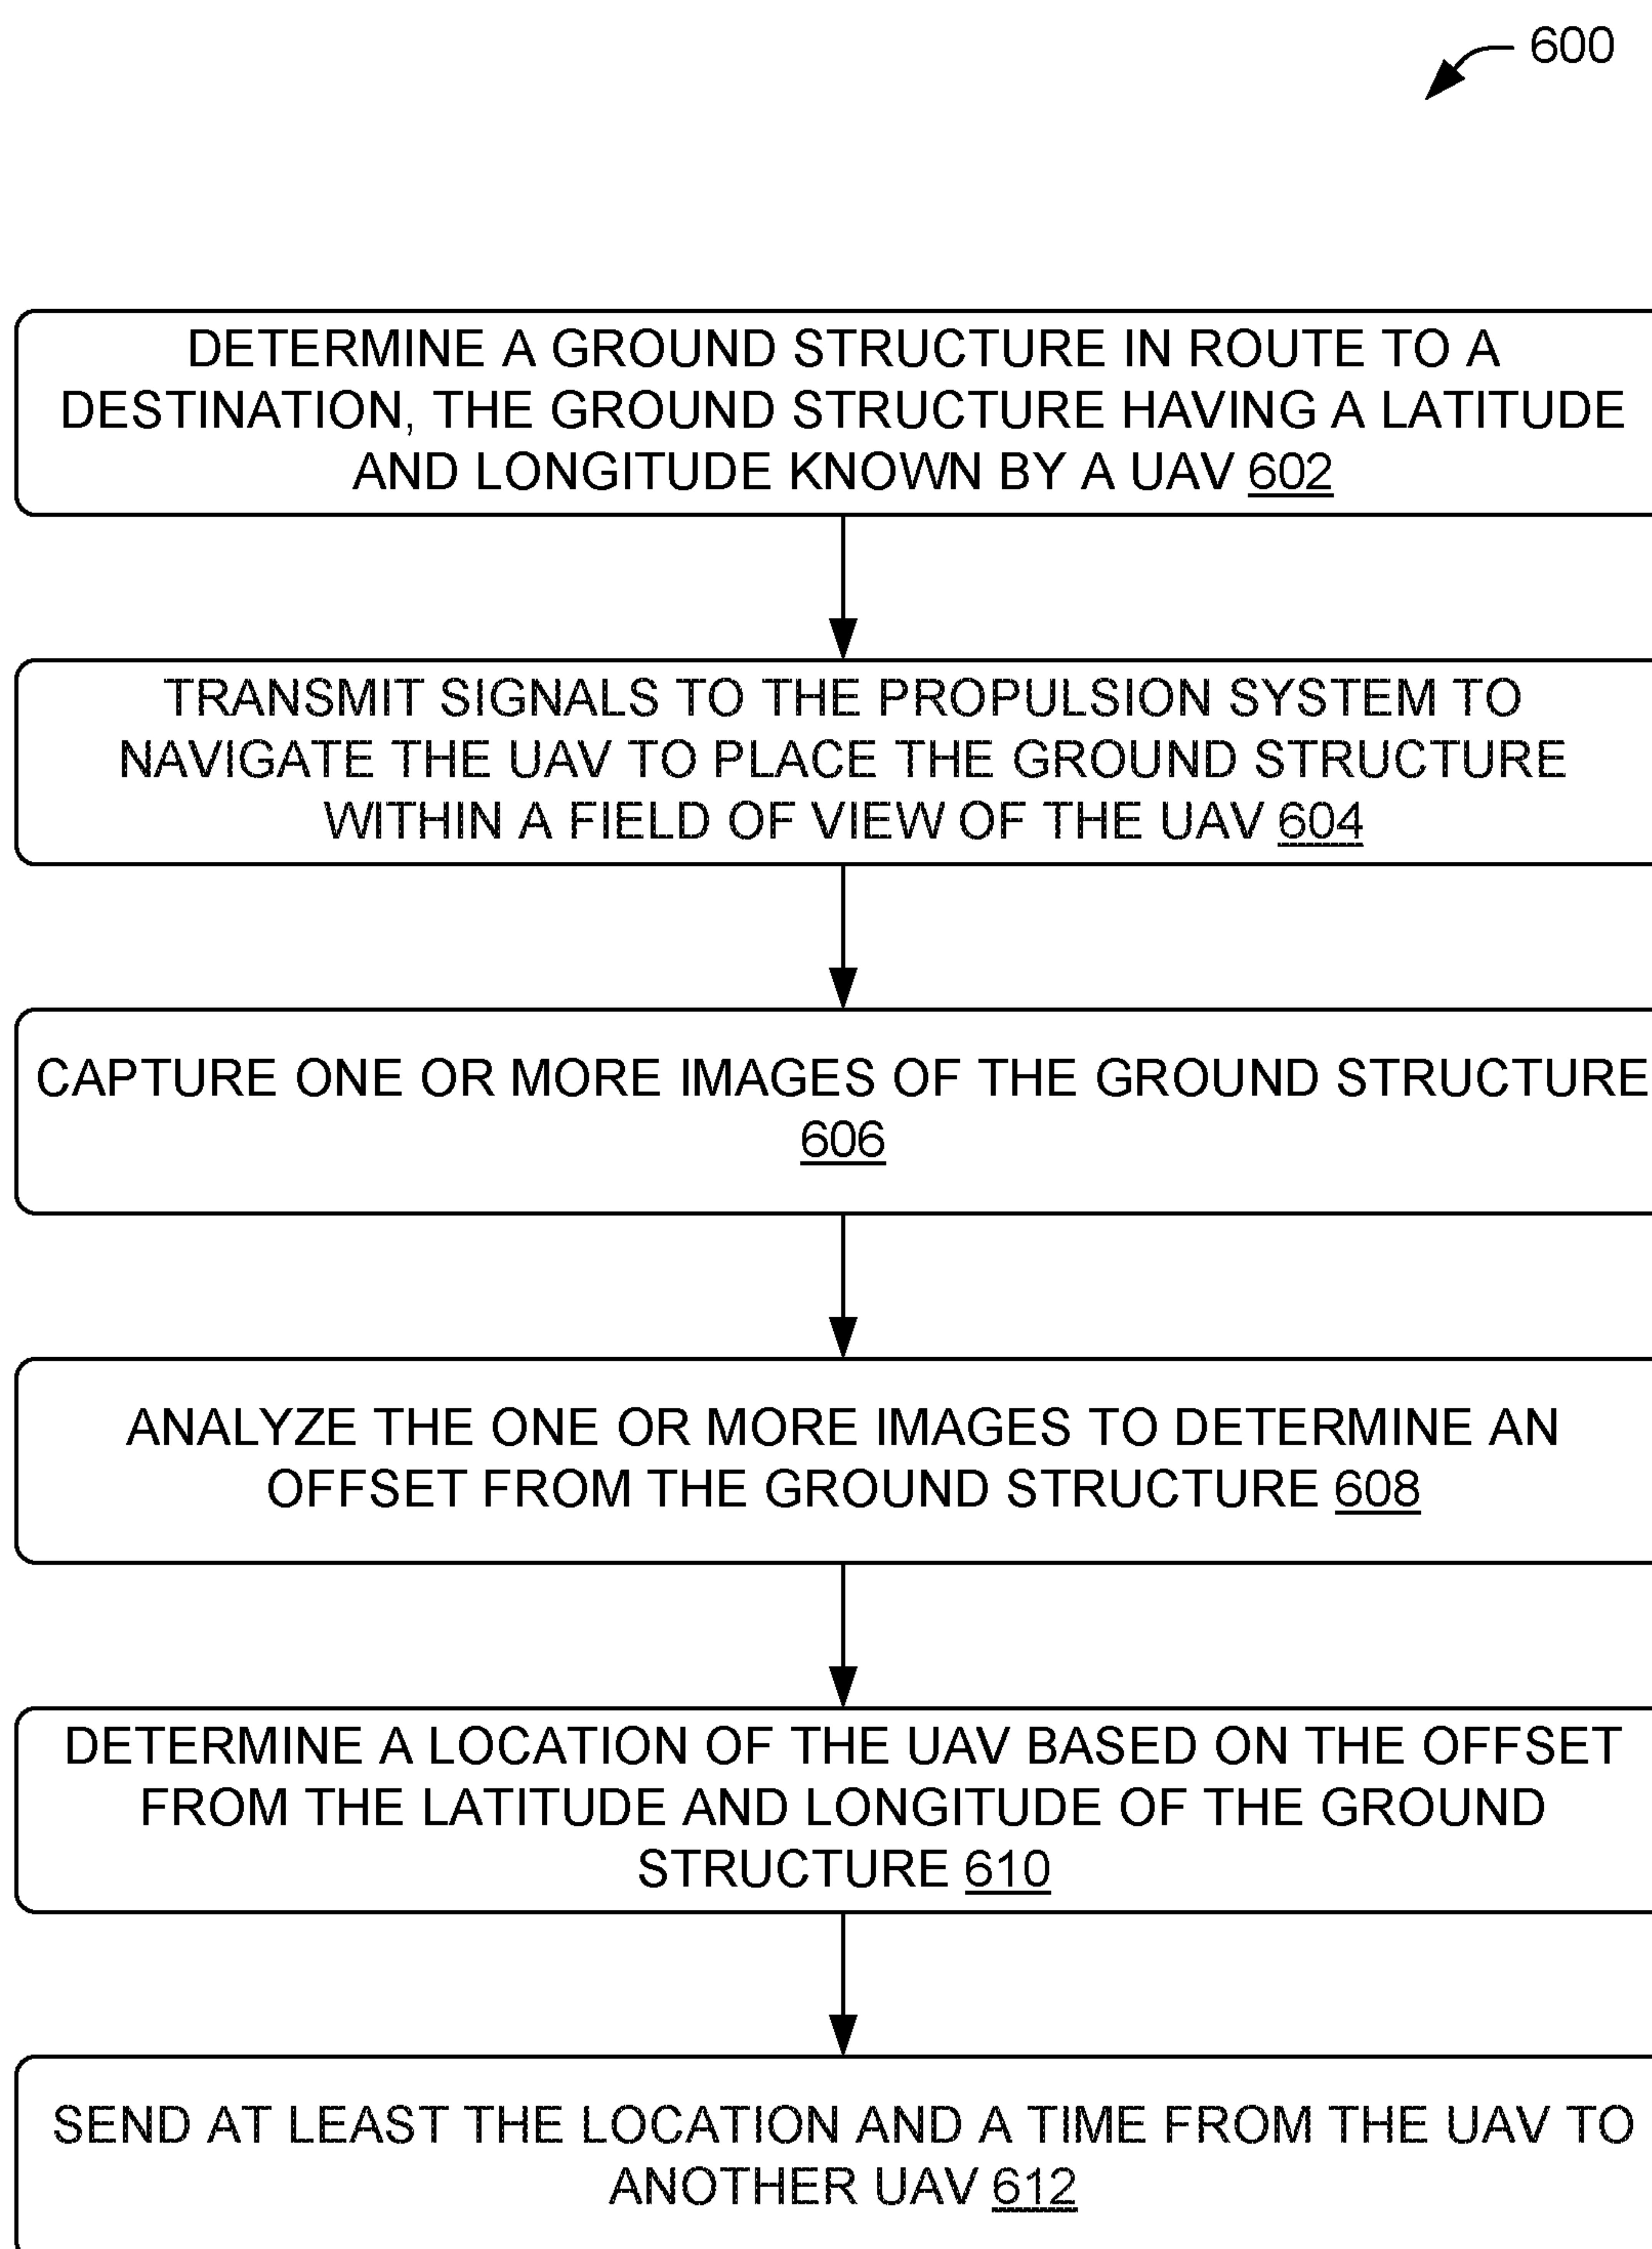 600
DETERMINE A GROUND STRUCTURE IN ROUTE TO A
DESTINATION, THE GROUND STRUCTURE HAVING A LATITUDE
AND LONGITUDE KNOWN BY A UAV 602
TRANSMIT SIGNALS TO THE PROPULSION SYSTEM TO
NAVIGATE THE UAV TO PLACE THE GROUND STRUCTURE
WITHIN A FIELD OF VIEW OF THE UAV 604
CAPTURE ONE OR MORE IMAGES OF THE GROUND STRUCTURE
606
ANALYZE THE ONE OR MORE IMAGES TO DETERMINE AN
OFFSET FROM THE GROUND STRUCTURE 608
DETERMINE A LOCATION OF THE UAV BASED ON THE OFFSET
FROM THE LATITUDE AND LONGITUDE OF THE GROUND
STRUCTURE 610
SEND AT LEAST THE LOCATION AND A TIME FROM THE UAV TO
ANOTHER UAV 612